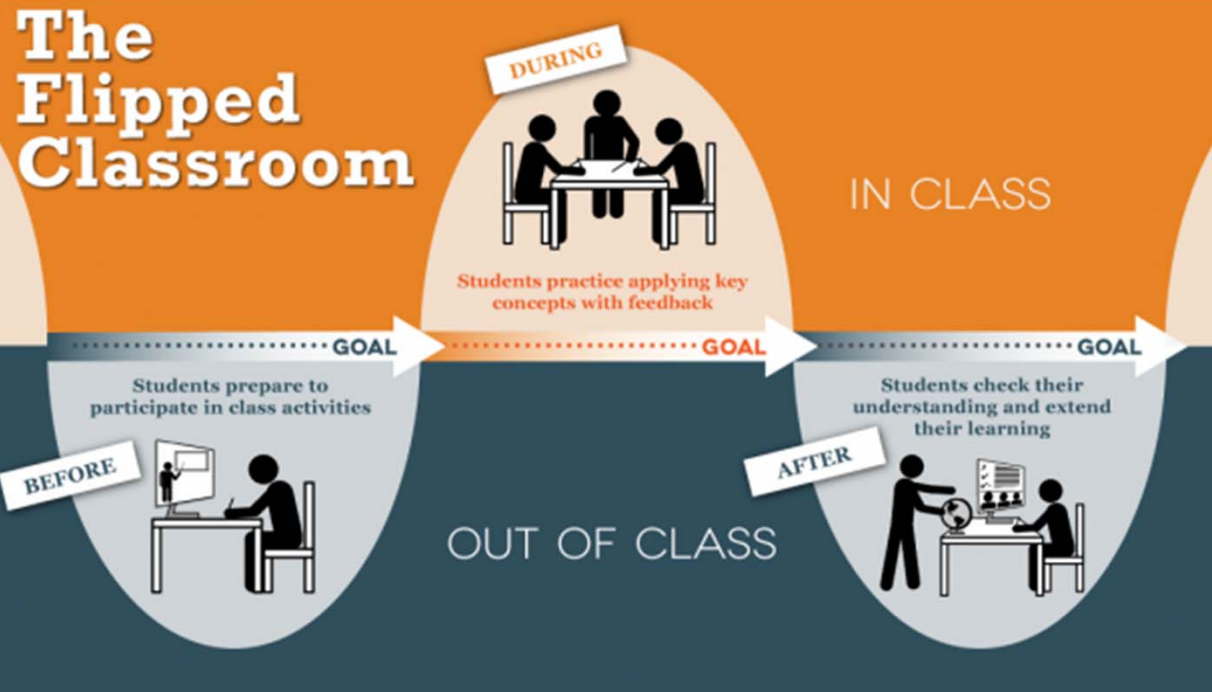 The
Flipped
Classroom
DURING
IN CLASS
Students practice applying key
concepts with feedback
GOAL
GOAL
GOAL
Students prepare to
participate in class activities
BEFORE
OUT OF CLASS
Students check their
understanding and extend
their learning
AFTER